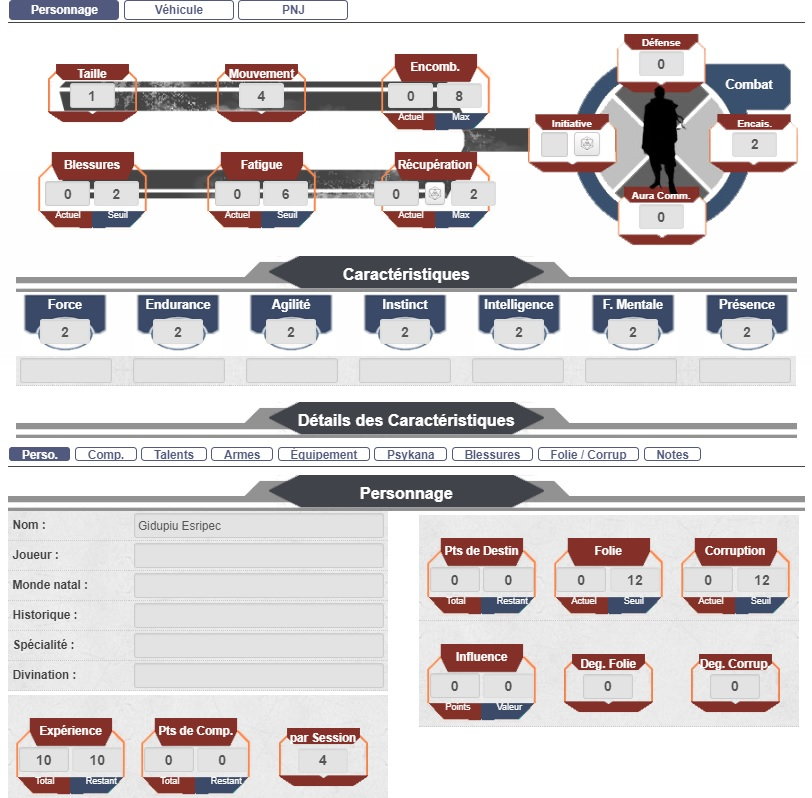 Personnage Véhicule PNJ
Défense
0
Combat
Taille Mouvement Encomb.
1 4 0 8
Actuel Max
Initiative Encais.
2
Blessures Fatigue Récupération
0 2 0 6 0 2
Actuel Seuil Actuel Seuil Actuel Max
Aura Comm.
0
Caractéristiques
Force Endurance Agilité Instinct Intelligence F. Mentale Présence
2 2 2 2 2 2 2
Détails des Caractéristiques
Perso. Comp. Talents Armes Équipement Psykana Blessures Folie / Corrup Notes
Personnage
Nom : Gidupiu Esripec
Joueur :
Monde natal :
Historique :
Spécialité :
Divination :
Pts de Destin Folie Corruption
0 0 0 12 0 12
Total Restant Actuel Seuil Actuel Seuil
Influence Deg. Folie Deg. Corrup.
0 0 0 0
Points Valeur
Expérience Pts de Comp. par Session
10 10 0 0 4
Total Restant Total Restant